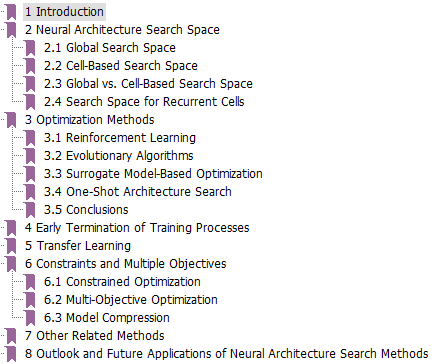 1 Introduction
2 Neural Architecture Search Space
2.1 Global Search Space
2.2 Cell-Based Search Space
2.3 Global vs. Cell-Based Search Space
2.4 Search Space for Recurrent Cells
3 Optimization Methods
3.1 Reinforcement Learning
3.2 Evolutionary Algorithms
3.3 Surrogate Model-Based Optimization
3.4 One-Shot Architecture Search
3.5 Conclusions
4 Early Termination of Training Processes
5 Transfer Learning
6 Constraints and Multiple Objectives
6.1 Constrained Optimization
6.2 Multi-Objective Optimization
6.3 Model Compression
7 Other Related Methods
8 Outlook and Future Applications of Neural Architecture Search Methods